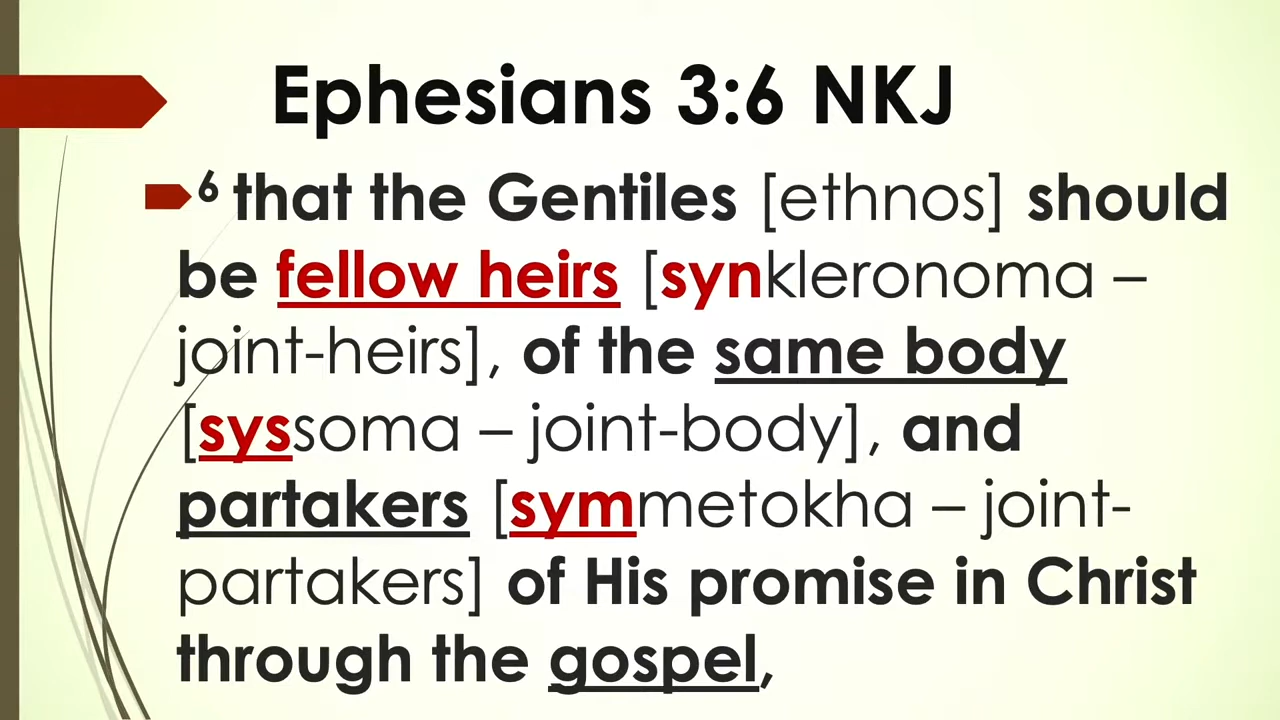 Ephesians 3:6 NKJ
6 that the Gentiles [ethnos] should
be fellow heirs [synkleronoma –
joint-heirs], of the same body
[syssoma – joint-body], and
partakers [symmetokha – joint-
partakers] of His promise in Christ
through the gospel,